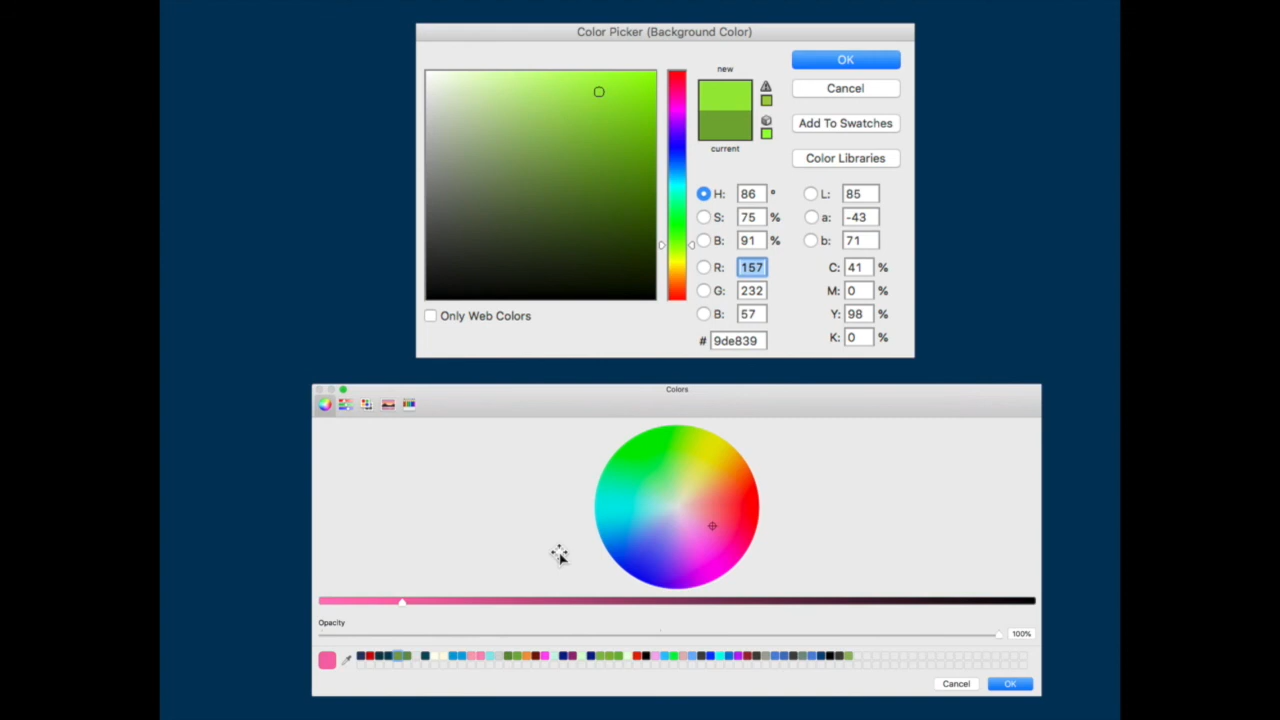 Color Picker (Background Color)
new
current
OK
Cancel
Add To Swatches
Color Libraries
H: 86 °
S: 75 %
B: 91 %
R: 157
G: 232
B: 57
# 9de839
L: 85
a: -43
b: 71
C: 41 %
M: 0 %
Y: 98 %
K: 0 %
Only Web Colors
Colors
Opacity
100%
Cancel
OK